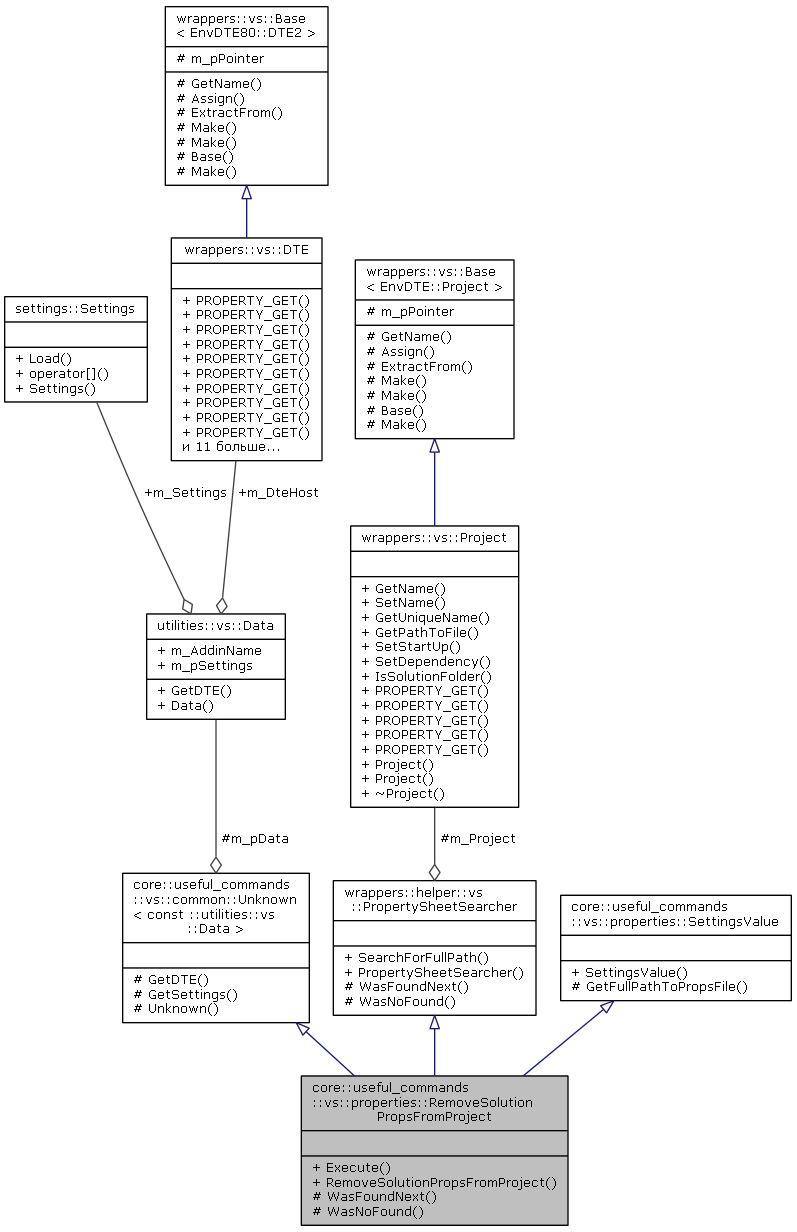 wrappers::vs::Base
< EnvDTE80::DTE2 >
# m_pPointer
# GetName()
# Assign()
# ExtractFrom()
# Make()
# Make()
# Base()
# Make()
wrappers::vs::DTE
+ PROPERTY_GET()
+ PROPERTY_GET()
+ PROPERTY_GET()
+ PROPERTY_GET()
+ PROPERTY_GET()
+ PROPERTY_GET()
+ PROPERTY_GET()
+ PROPERTY_GET()
+ PROPERTY_GET()
+ PROPERTY_GET()
и 11 больше...
wrappers::vs::Base
< EnvDTE::Project >
# m_pPointer
# GetName()
# Assign()
# ExtractFrom()
# Make()
# Make()
# Base()
# Make()
settings::Settings
+ Load()
+ operator[]()
+ Settings()
+m_Settings
+m_DteHost
wrappers::vs::Project
+ GetName()
+ SetName()
+ GetUniqueName()
+ GetPathToFile()
+ SetStartUp()
+ SetDependency()
+ IsSolutionFolder()
+ PROPERTY_GET()
+ PROPERTY_GET()
+ PROPERTY_GET()
+ PROPERTY_GET()
+ PROPERTY_GET()
+ Project()
+ Project()
+ ~Project()
utilities::vs::Data
+ m_AddinName
+ m_pSettings
+ GetDTE()
+ Data()
#m_pData
#m_Project
core::useful_commands
::vs::common::Unknown
< const ::utilities::vs
::Data >
# GetDTE()
# GetSettings()
# Unknown()
wrappers::helper::vs
::PropertySheetSearcher
+ SearchForFullPath()
+ PropertySheetSearcher()
# WasFoundNext()
# WasNoFound()
core::useful_commands
::vs::properties::SettingsValue
+ SettingsValue()
# GetFullPathToPropsFile()
core::useful_commands
::vs::properties::RemoveSolution
PropsFromProject
+ Execute()
+ RemoveSolutionPropsFromProject()
# WasFoundNext()
# WasNoFound()